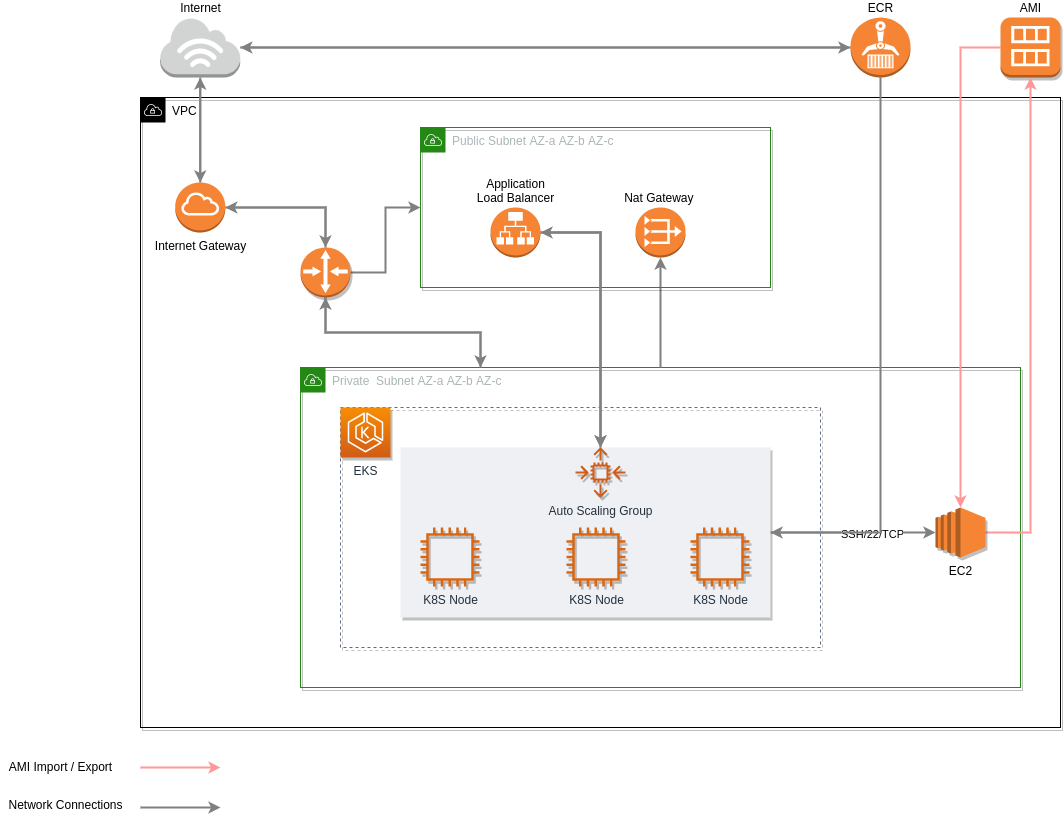 Internet
ECR
AMI
VPC
Public Subnet AZ-a AZ-b AZ-c
Application
Load Balancer
Nat Gateway
Internet Gateway
Private  Subnet AZ-a AZ-b AZ-c
EKS
Auto Scaling Group
SSH/22/TCP
EC2
K8S Node
K8S Node
K8S Node
AMI Import / Export
Network Connections